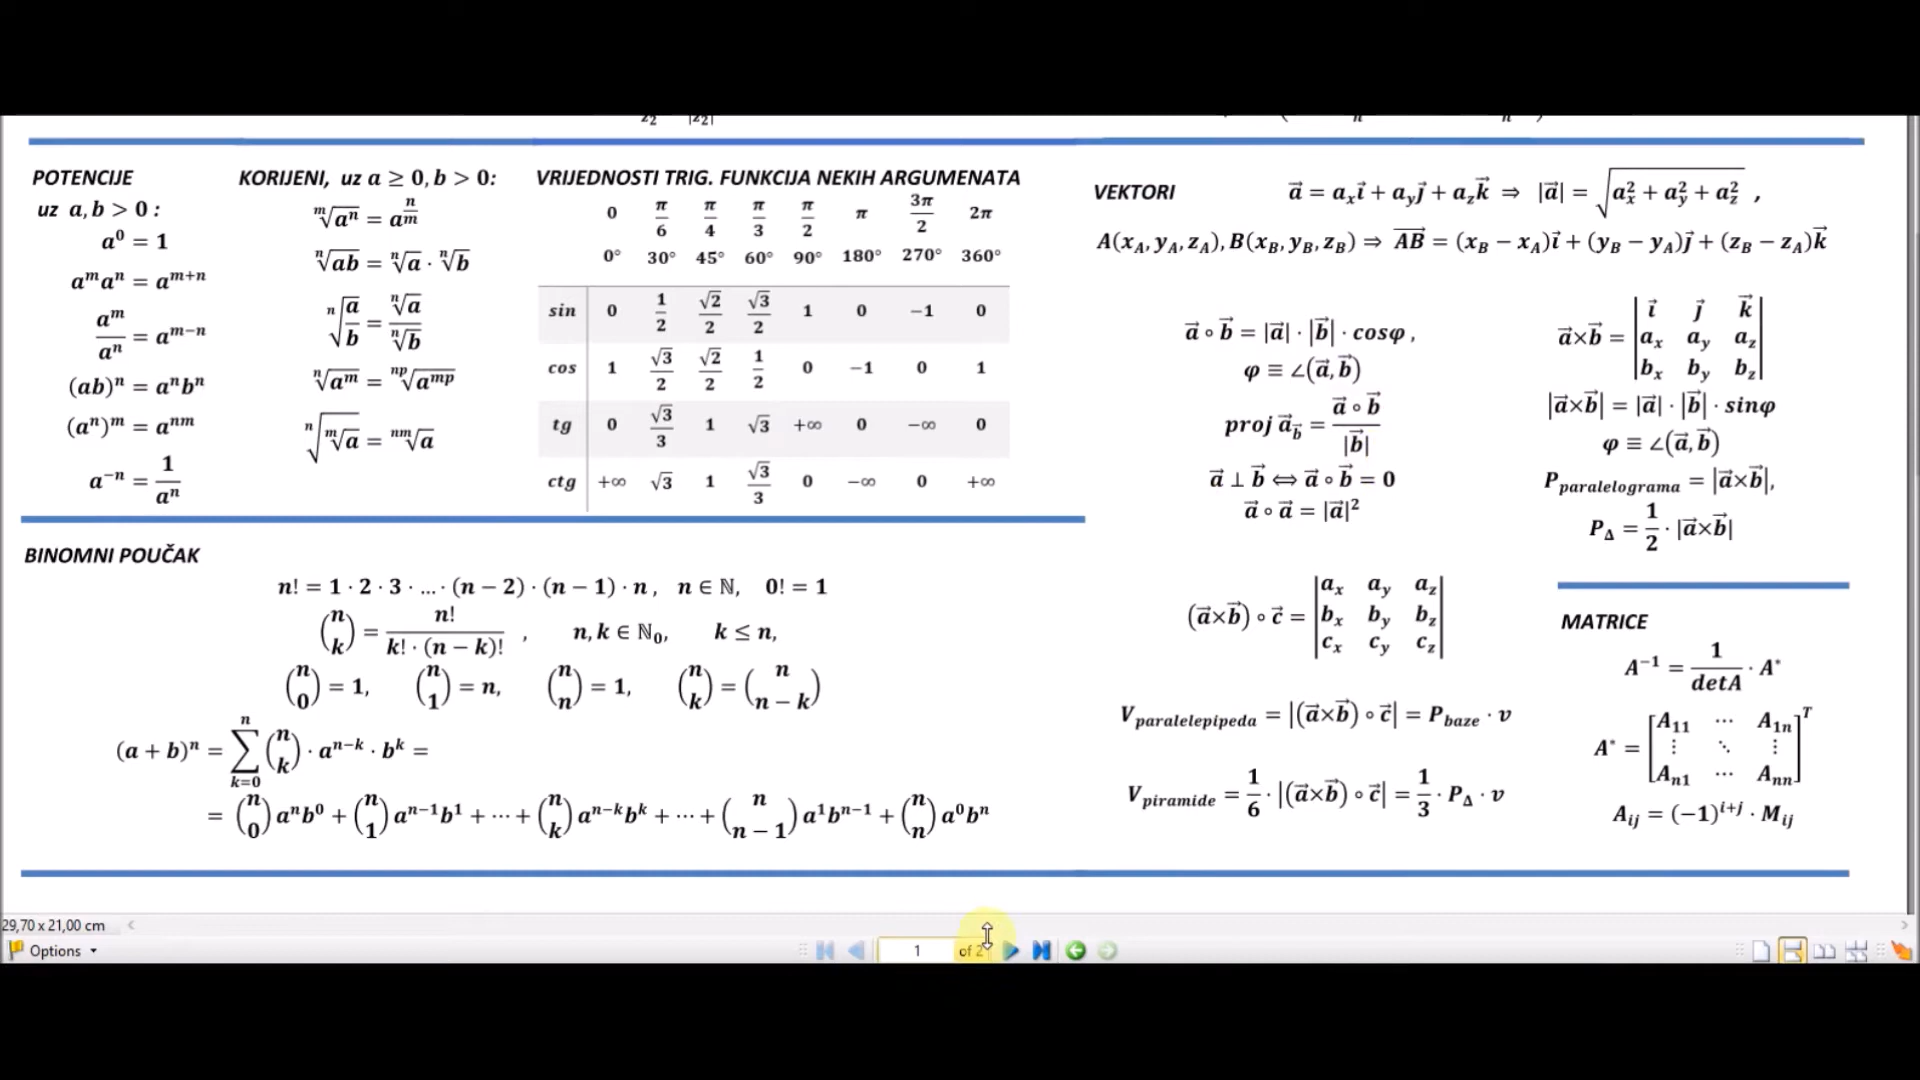 z₂ |z₂|
n n
POTENCIJE
uz a, b > 0 :
a⁰ = 1
aᵐaⁿ = aᵐ⁺ⁿ
aᵐ/aⁿ = aᵐ⁻ⁿ
(ab)ⁿ = aⁿbⁿ
(aⁿ)ᵐ = aⁿᵐ
a⁻ⁿ = 1/aⁿ
KORIJENI, uz a ≥ 0, b > 0:
ᵐ√(aⁿ) = a^(n/m)
ⁿ√(ab) = ⁿ√a · ⁿ√b
ⁿ√(a/b) = ⁿ√a / ⁿ√b
ⁿ√(aᵐ) = ⁿᵖ√(aᵐᵖ)
ⁿ√(ᵐ√a) = ⁿᵐ√a
VRIJEDNOSTI TRIG. FUNKCIJA NEKIH ARGUMENATA
0 π/6 π/4 π/3 π/2 π 3π/2 2π
0° 30° 45° 60° 90° 180° 270° 360°
sin 0 1/2 √2/2 √3/2 1 0 −1 0
cos 1 √3/2 √2/2 1/2 0 −1 0 1
tg 0 √3/3 1 √3 +∞ 0 −∞ 0
ctg +∞ √3 1 √3/3 0 −∞ 0 +∞
BINOMNI POUČAK
n! = 1 · 2 · 3 · … · (n − 2) · (n − 1) · n , n ∈ ℕ, 0! = 1
(n k) = n! / (k! · (n − k)!) , n, k ∈ ℕ₀, k ≤ n,
(n 0) = 1, (n 1) = n, (n n) = 1, (n k) = (n n − k)
(a + b)ⁿ = ∑_{k=0}^{n} (n k) · aⁿ⁻ᵏ · bᵏ =
= (n 0) aⁿb⁰ + (n 1) aⁿ⁻¹b¹ + ⋯ + (n k) aⁿ⁻ᵏbᵏ + ⋯ + (n n − 1) a¹bⁿ⁻¹ + (n n) a⁰bⁿ
VEKTORI a⃗ = aₓi⃗ + a_y j⃗ + a_z k⃗ ⇒ |a⃗| = √(aₓ² + a_y² + a_z²) ,
A(x_A, y_A, z_A), B(x_B, y_B, z_B) ⇒ AB⃗ = (x_B − x_A)i⃗ + (y_B − y_A)j⃗ + (z_B − z_A)k⃗
a⃗ ∘ b⃗ = |a⃗| · |b⃗| · cosφ ,
φ ≡ ∠(a⃗, b⃗)
proj a⃗_b⃗ = (a⃗ ∘ b⃗) / |b⃗|
a⃗ ⊥ b⃗ ⟺ a⃗ ∘ b⃗ = 0
a⃗ ∘ a⃗ = |a⃗|²
a⃗×b⃗ = |i⃗ j⃗ k⃗
aₓ a_y a_z
bₓ b_y b_z|
|a⃗×b⃗| = |a⃗| · |b⃗| · sinφ
φ ≡ ∠(a⃗, b⃗)
P_paralelograma = |a⃗×b⃗|,
P_Δ = 1/2 · |a⃗×b⃗|
(a⃗×b⃗) ∘ c⃗ = |aₓ a_y a_z
bₓ b_y b_z
cₓ c_y c_z|
V_paralelepipeda = |(a⃗×b⃗) ∘ c⃗| = P_baze · v
V_piramide = 1/6 · |(a⃗×b⃗) ∘ c⃗| = 1/3 · P_Δ · v
MATRICE
A⁻¹ = 1/detA · A*
A* = [A₁₁ ⋯ A₁ₙ
⋮ ⋱ ⋮
Aₙ₁ ⋯ Aₙₙ]ᵀ
A_ij = (−1)^(i+j) · M_ij
29,70 x 21,00 cm
Options 1 of 2